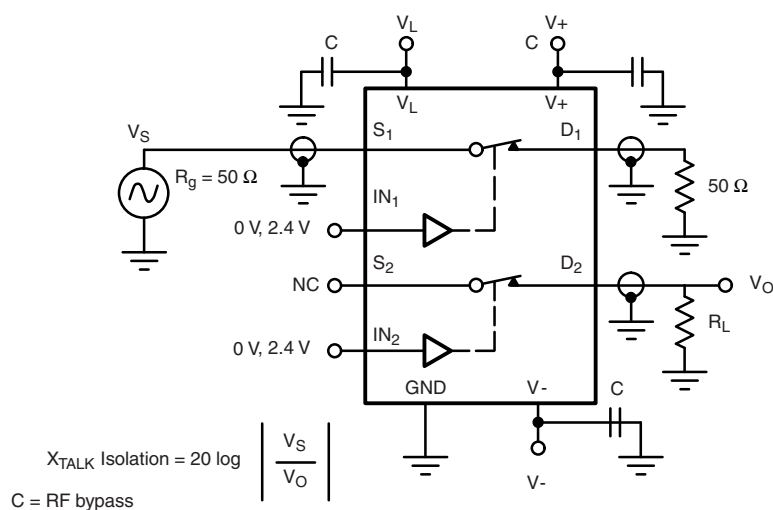 V_L
V+
C
C
V_L
V+
V_S
S_1
D_1
R_g = 50 Ω
50 Ω
IN_1
0 V, 2.4 V
S_2
D_2
NC
V_O
IN_2
R_L
0 V, 2.4 V
GND
V-
C
X_TALK Isolation = 20 log | V_S / V_O |
V-
C = RF bypass